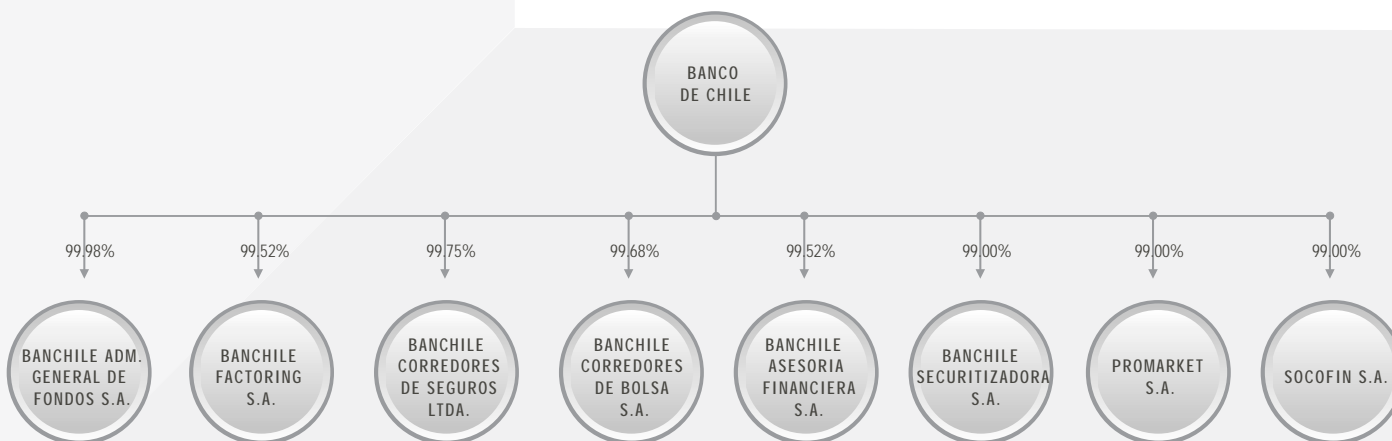 BANCO
DE CHILE
99.98%
99.52%
99.75%
99.68%
99.52%
99.00%
99.00%
99.00%
BANCHILE ADM.
GENERAL DE
FONDOS S.A.
BANCHILE
FACTORING
S.A.
BANCHILE
CORREDORES
DE SEGUROS
LTDA.
BANCHILE
CORREDORES
DE BOLSA
S.A.
BANCHILE
ASESORIA
FINANCIERA
S.A.
BANCHILE
SECURITIZADORA
S.A.
PROMARKET
S.A.
SOCOFIN S.A.